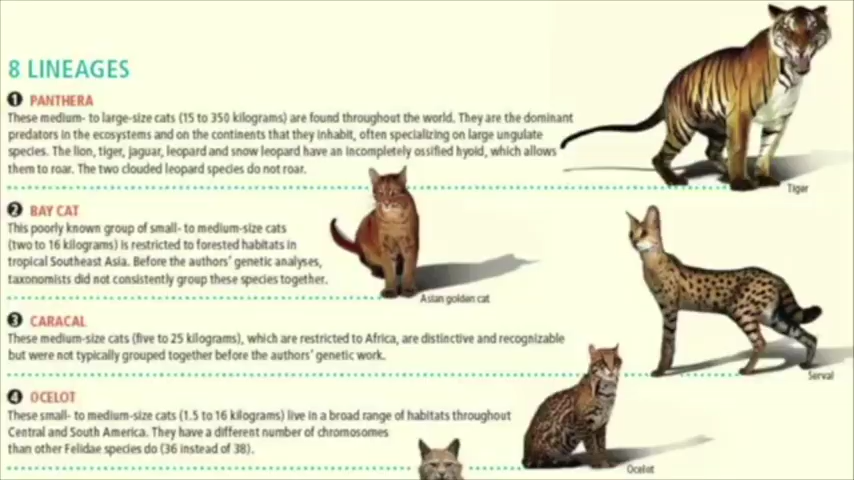 8 LINEAGES
1 PANTHERA
These medium- to large-size cats (15 to 350 kilograms) are found throughout the world. They are the dominant
predators in the ecosystems and on the continents that they inhabit, often specializing on large ungulate
species. The lion, tiger, jaguar, leopard and snow leopard have an incompletely ossified hyoid, which allows
them to roar. The two clouded leopard species do not roar.
Tiger
2 BAY CAT
This poorly known group of small- to medium-size cats
(two to 16 kilograms) is restricted to forested habitats in
tropical Southeast Asia. Before the authors' genetic analyses,
taxonomists did not consistently group these species together.
Asian golden cat
3 CARACAL
These medium-size cats (five to 25 kilograms), which are restricted to Africa, are distinctive and recognizable
but were not typically grouped together before the authors' genetic work.
Serval
4 OCELOT
These small- to medium-size cats (1.5 to 16 kilograms) live in a broad range of habitats throughout
Central and South America. They have a different number of chromosomes
than other Felidae species do (36 instead of 38).
Ocelot